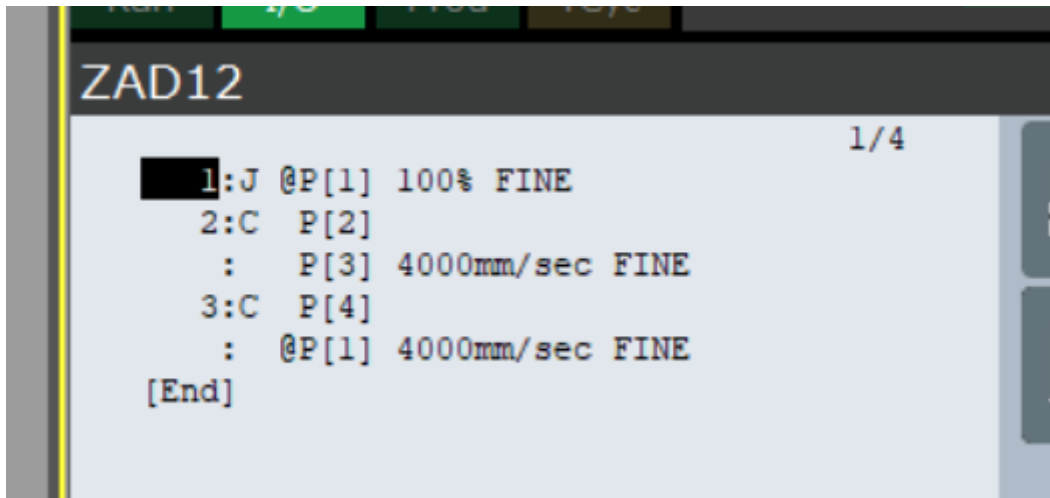 ZAD12
1/4
1:J @P[1] 100% FINE
2:C P[2]
: P[3] 4000mm/sec FINE
3:C P[4]
: @P[1] 4000mm/sec FINE
[End]